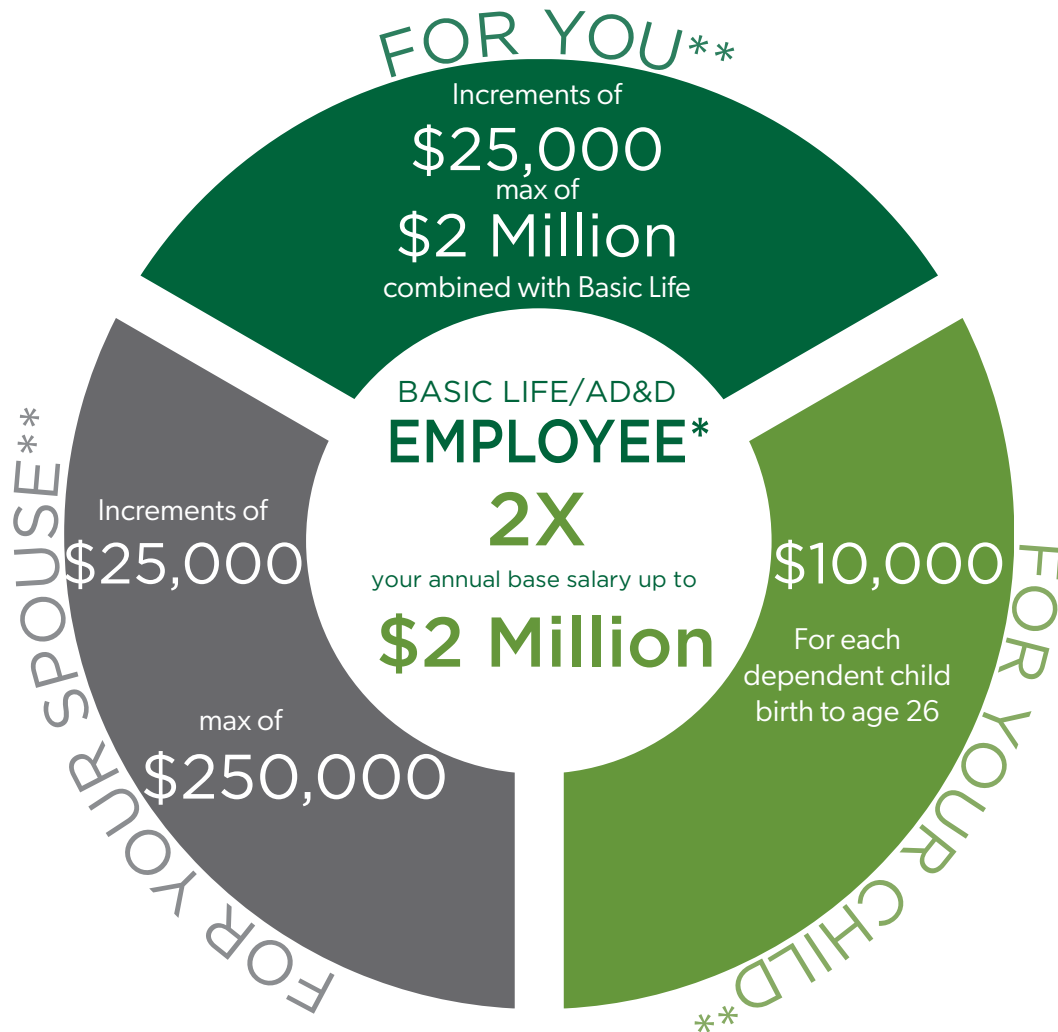 FOR YOU**
Increments of
$25,000
max of
$2 Million
combined with Basic Life
BASIC LIFE/AD&D
EMPLOYEE*
2X
your annual base salary up to
$2 Million
FOR YOUR SPOUSE**
Increments of
$25,000
max of
$250,000
FOR YOUR CHILD**
$10,000
For each
dependent child
birth to age 26